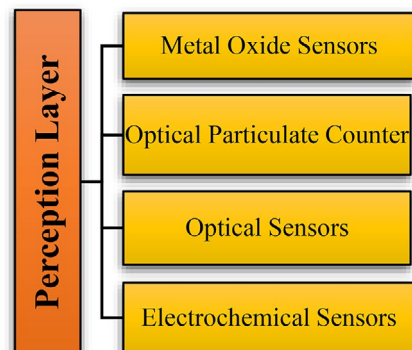 Perception Layer
Metal Oxide Sensors
Optical Particulate Counter
Optical Sensors
Electrochemical Sensors